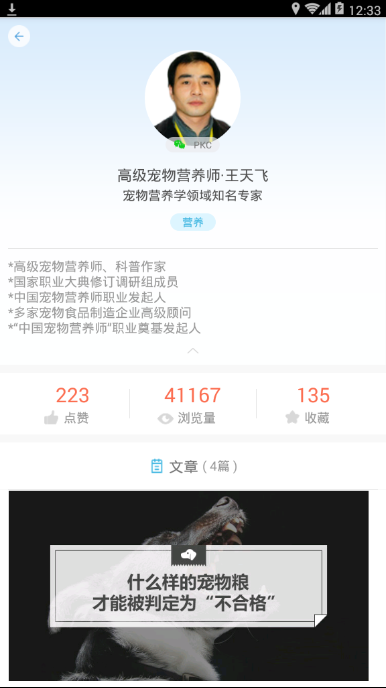 12:33
PKC
高级宠物营养师·王天飞
宠物营养学领域知名专家
营养
*高级宠物营养师、科普作家
*国家职业大典修订调研组成员
*中国宠物营养师职业发起人
*多家宠物食品制造企业高级顾问
*“中国宠物营养师”职业奠基发起人
223 41167 135
点赞 浏览量 收藏
文章 ( 4篇 )
什么样的宠物粮
才能被判定为“不合格”